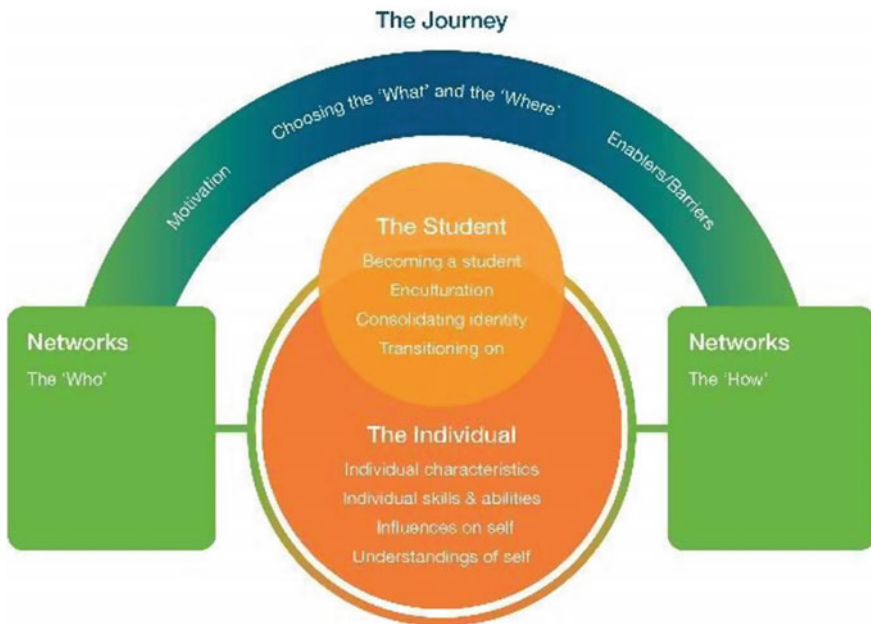 The Journey
Motivation
Choosing the 'What' and the 'Where'
Enablers/Barriers
The Student
Becoming a student
Enculturation
Consolidating identity
Transitioning on
Networks
The 'Who'
Networks
The 'How'
The Individual
Individual characteristics
Individual skills & abilities
Influences on self
Understandings of self